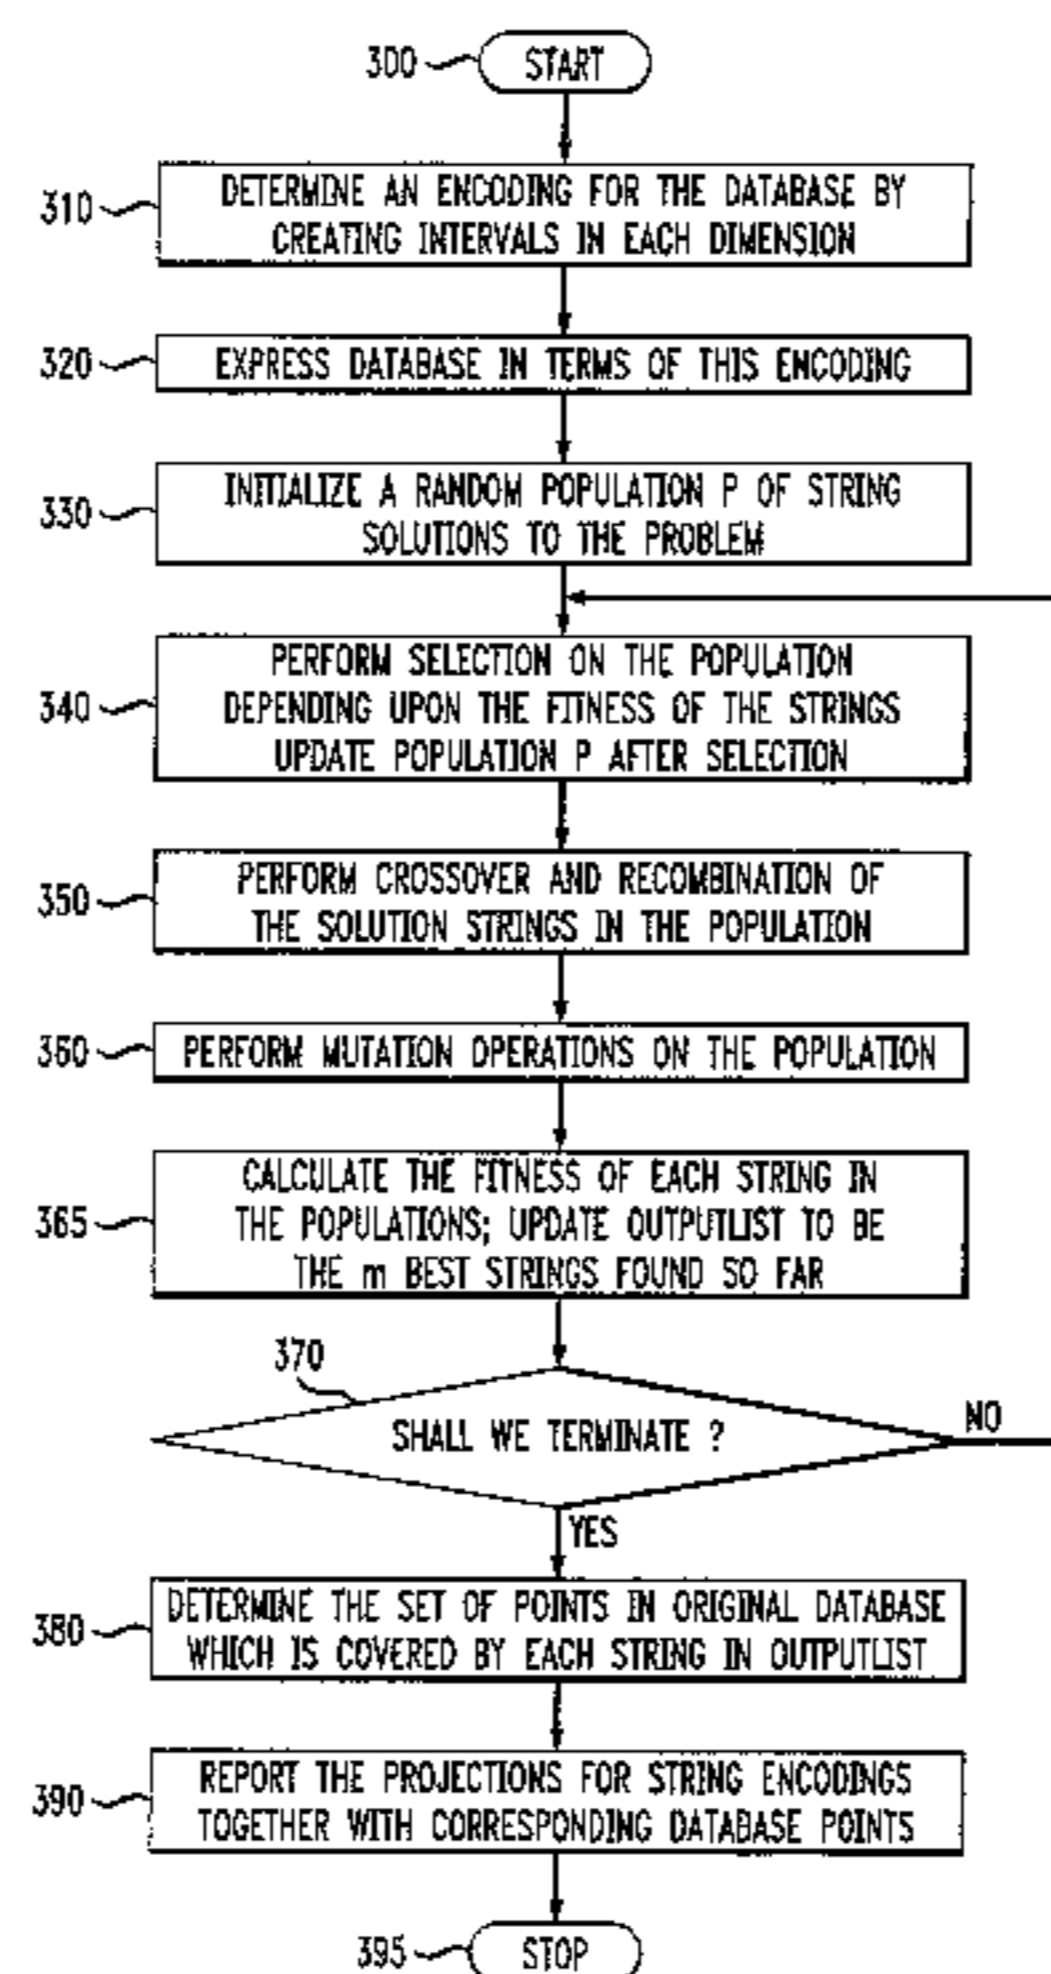 300 START
310 DETERMINE AN ENCODING FOR THE DATABASE BY
CREATING INTERVALS IN EACH DIMENSION
320 EXPRESS DATABASE IN TERMS OF THIS ENCODING
330 INITIALIZE A RANDOM POPULATION P OF STRING
SOLUTIONS TO THE PROBLEM
340 PERFORM SELECTION ON THE POPULATION
DEPENDING UPON THE FITNESS OF THE STRINGS
UPDATE POPULATION P AFTER SELECTION
350 PERFORM CROSSOVER AND RECOMBINATION OF
THE SOLUTION STRINGS IN THE POPULATION
360 PERFORM MUTATION OPERATIONS ON THE POPULATION
365 CALCULATE THE FITNESS OF EACH STRING IN
THE POPULATIONS; UPDATE OUTPUTLIST TO BE
THE m BEST STRINGS FOUND SO FAR
370
SHALL WE TERMINATE ?
NO
YES
380 DETERMINE THE SET OF POINTS IN ORIGINAL DATABASE
WHICH IS COVERED BY EACH STRING IN OUTPUTLIST
390 REPORT THE PROJECTIONS FOR STRING ENCODINGS
TOGETHER WITH CORRESPONDING DATABASE POINTS
395 STOP